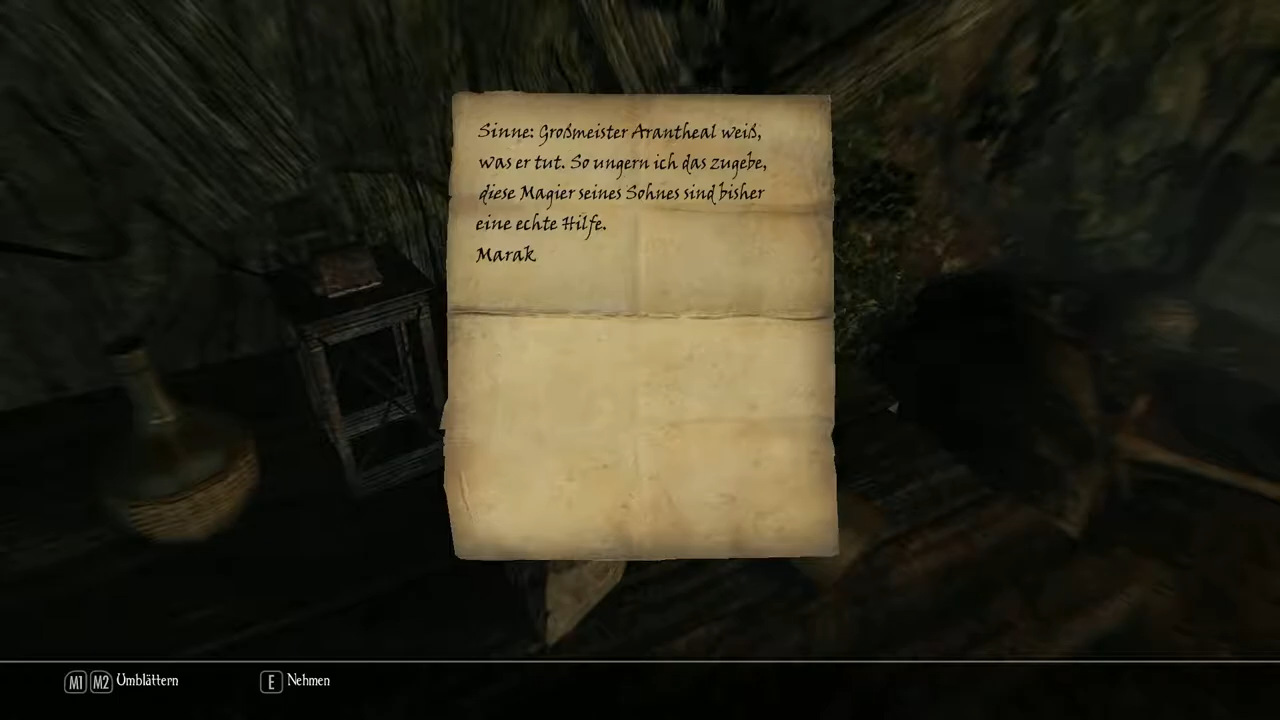 Sinne: Großmeister Arantheal weiß,
was er tut. So ungern ich das zugebe,
diese Magier seines Sohnes sind bisher
eine echte Hilfe.
Marak
M1 M2 Umblättern E Nehmen